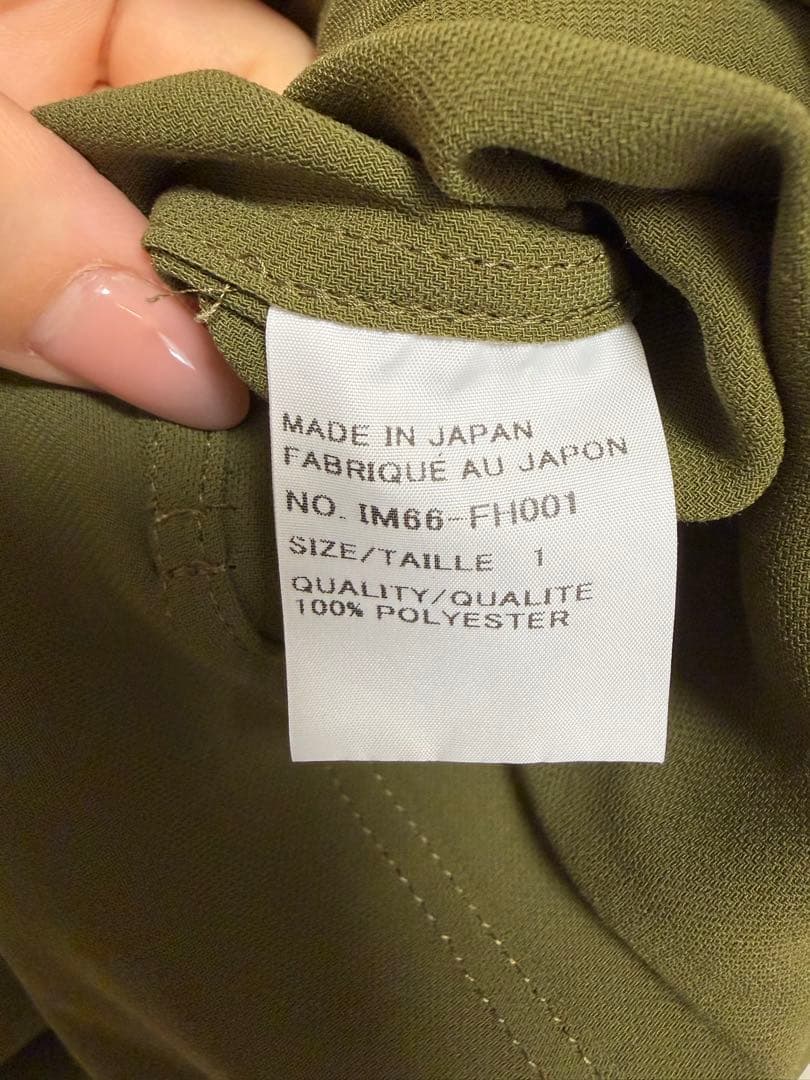 MADE IN JAPAN
FABRIQUÉ AU JAPON
NO. IM66-FH001
SIZE/TAILLE 1
QUALITY/QUALITE
100% POLYESTER